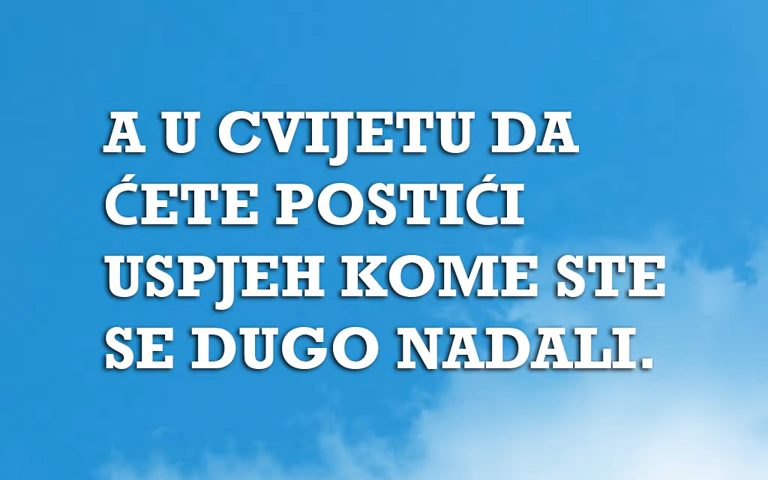 A U CVIJETU DA
ĆETE POSTIĆI
USPJEH KOME STE
SE DUGO NADALI.